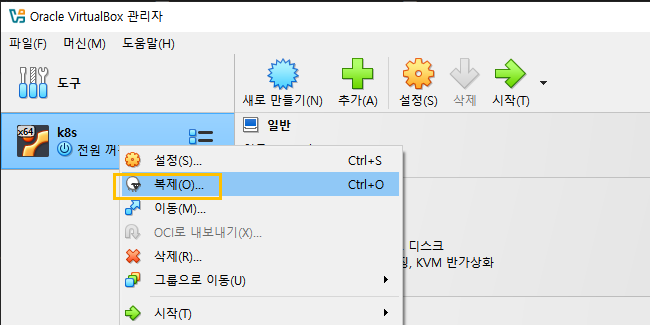 Oracle VirtualBox 관리자
파일(F) 머신(M) 도움말(H)
도구
새로 만들기(N) 추가(A) 설정(S) 삭제 시작(T)
x64
k8s
전원
일반
설정(S)... Ctrl+S
복제(O)... Ctrl+O
이동(M)...
OCI로 내보내기(X)...
삭제(R)...
그룹으로 이동(U)
시작(T)
디스크
KVM 반가상화